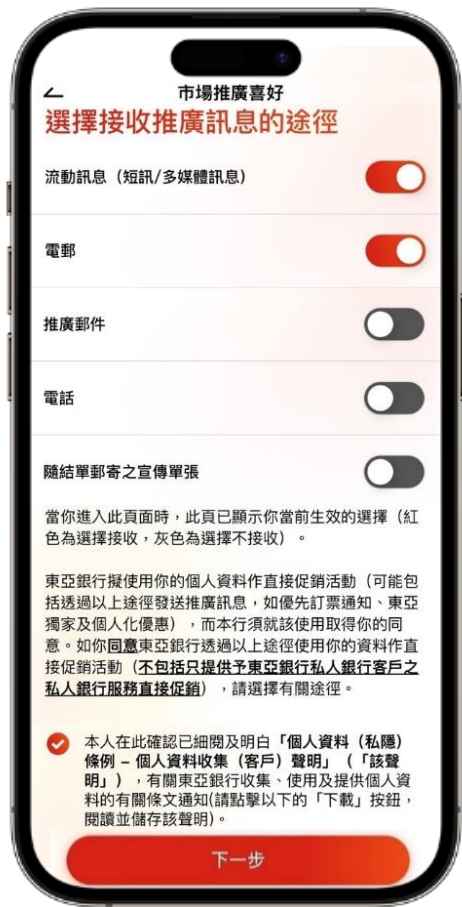 市場推廣喜好
選擇接收推廣訊息的途徑
流動訊息（短訊/多媒體訊息）
電郵
推廣郵件
電話
隨結單郵寄之宣傳單張
當你進入此頁面時，此頁已顯示你當前生效的選擇（紅
色為選擇接收，灰色為選擇不接收）。
東亞銀行擬使用你的個人資料作直接促銷活動（可能包
括透過以上途徑發送推廣訊息，如優先訂票通知、東亞
獨家及個人化優惠），而本行須就該使用取得你的同
意。如你同意東亞銀行透過以上途徑使用你的資料作直
接促銷活動（不包括只提供予東亞銀行私人銀行客戶之
私人銀行服務直接促銷），請選擇有關途徑。
本人在此確認已細閱及明白「個人資料（私隱）
條例 – 個人資料收集（客戶）聲明」（「該聲
明」），有關東亞銀行收集、使用及提供個人資
料的有關條文通知(請點擊以下的「下載」按鈕，
閱讀並儲存該聲明)。
下一步